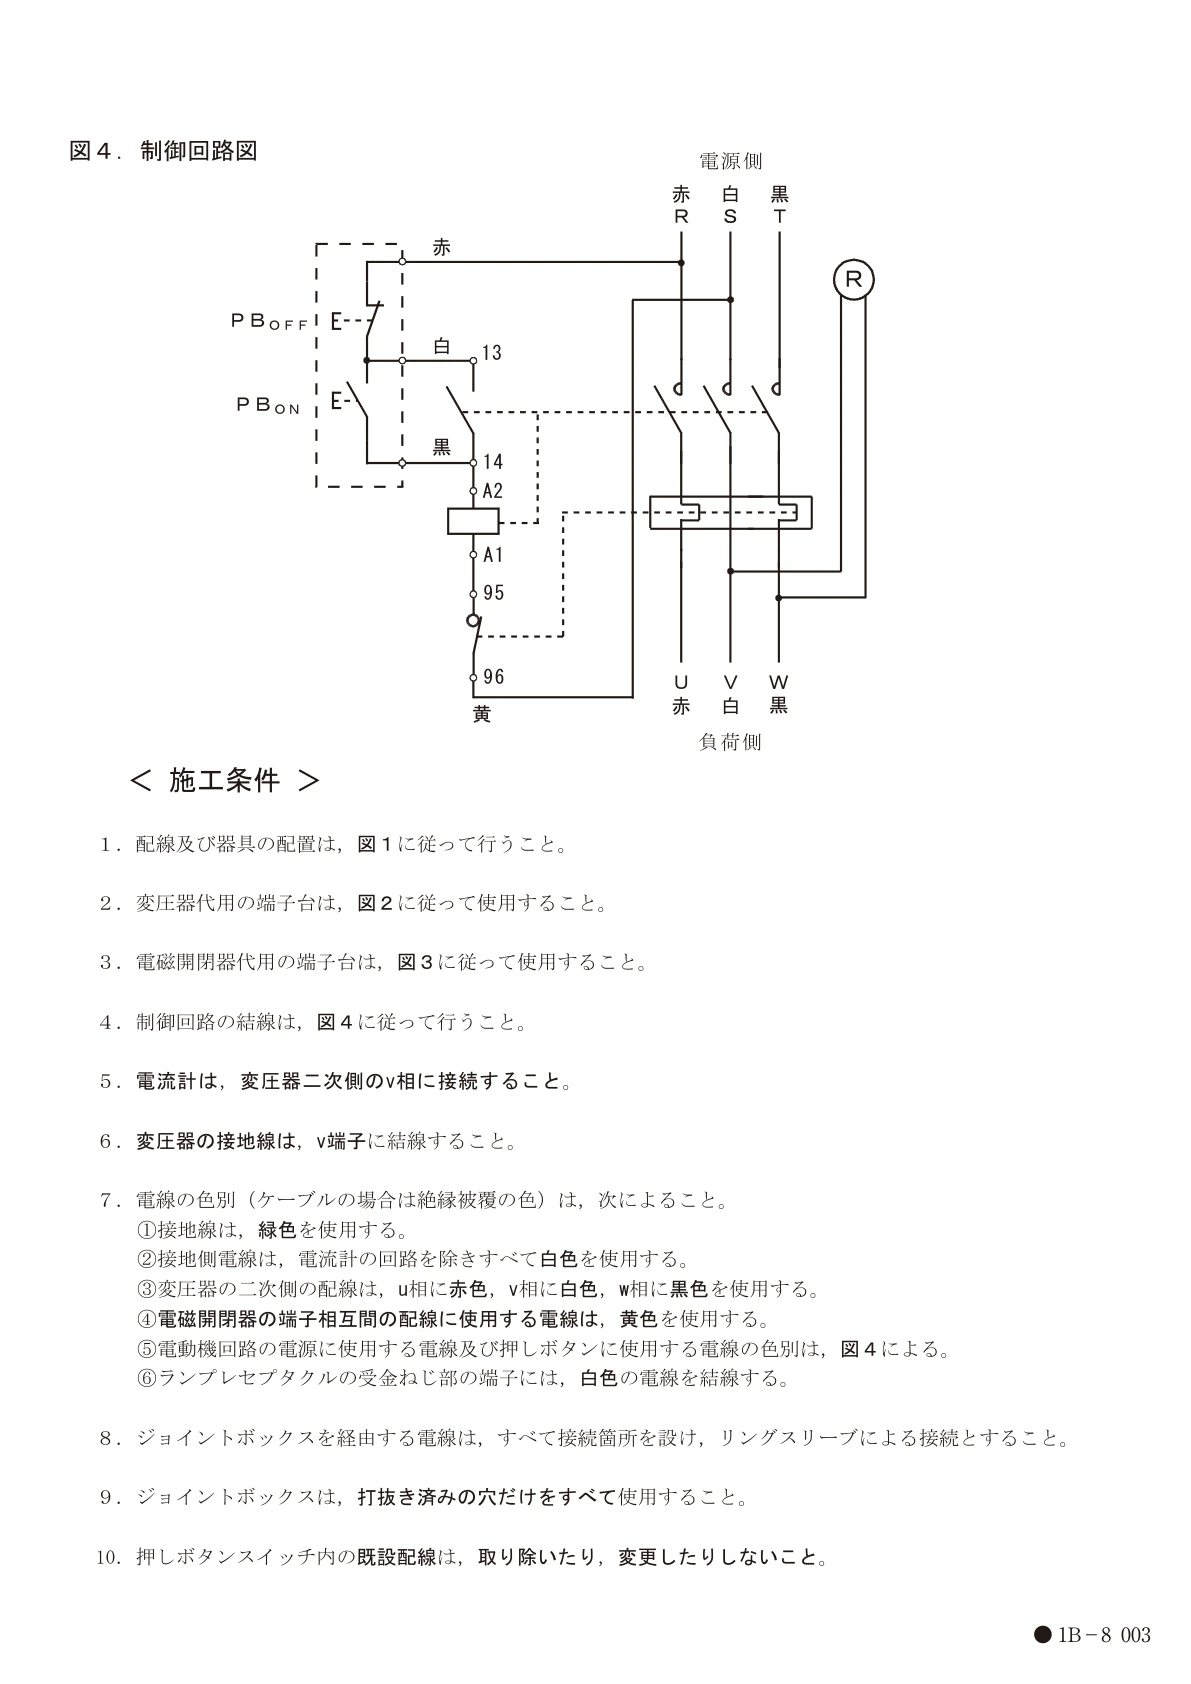 図４．制御回路図
電源側
赤 白 黒
Ｒ Ｓ Ｔ
赤
Ｒ
ＰＢＯＦＦ
白
13
ＰＢＯＮ
黒
14
A2
A1
95
96
黄
Ｕ Ｖ Ｗ
赤 白 黒
負荷側
＜ 施工条件 ＞
１．配線及び器具の配置は，図１に従って行うこと。
２．変圧器代用の端子台は，図２に従って使用すること。
３．電磁開閉器代用の端子台は，図３に従って使用すること。
４．制御回路の結線は，図４に従って行うこと。
５．電流計は，変圧器二次側のv相に接続すること。
６．変圧器の接地線は，v端子に結線すること。
７．電線の色別（ケーブルの場合は絶縁被覆の色）は，次によること。
①接地線は，緑色を使用する。
②接地側電線は，電流計の回路を除きすべて白色を使用する。
③変圧器の二次側の配線は，u相に赤色，v相に白色，w相に黒色を使用する。
④電磁開閉器の端子相互間の配線に使用する電線は，黄色を使用する。
⑤電動機回路の電源に使用する電線及び押しボタンに使用する電線の色別は，図４による。
⑥ランプレセプタクルの受金ねじ部の端子には，白色の電線を結線する。
８．ジョイントボックスを経由する電線は，すべて接続箇所を設け，リングスリーブによる接続とすること。
９．ジョイントボックスは，打抜き済みの穴だけをすべて使用すること。
10．押しボタンスイッチ内の既設配線は，取り除いたり，変更したりしないこと。
●1B－8 003